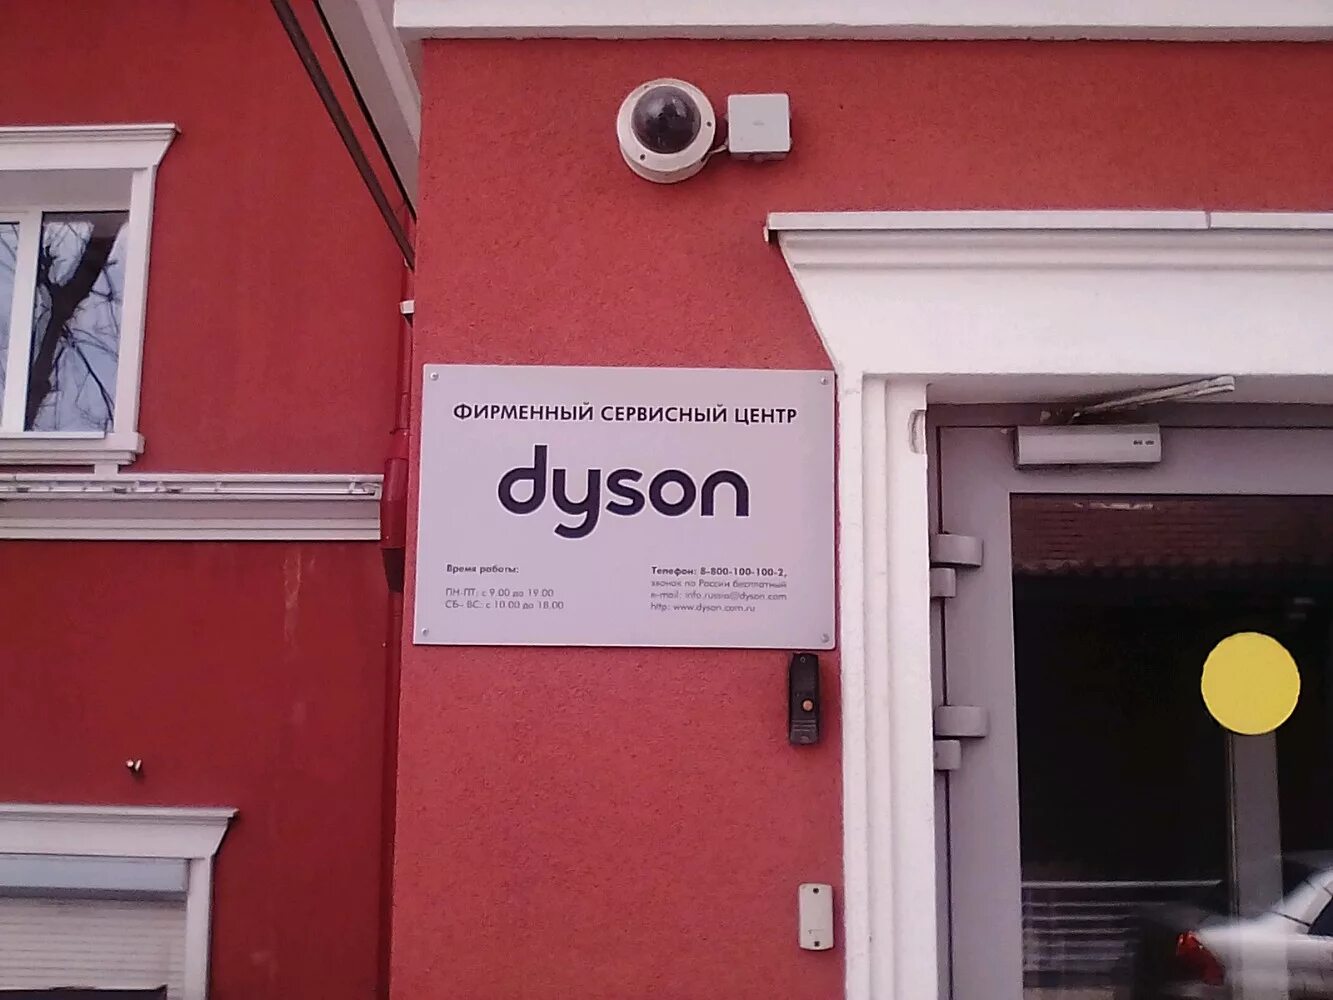 ФИРМЕННЫЙ СЕРВИСНЫЙ ЦЕНТР
dyson
Время работы:
ПН-ПТ: с 9.00 до 19.00
СБ- ВС: с 10.00 до 18.00
Телефон: 8-800-100-100-2,
звонок по России бесплатный
e-mail: info.russia@dyson.com
http: www.dyson.com.ru